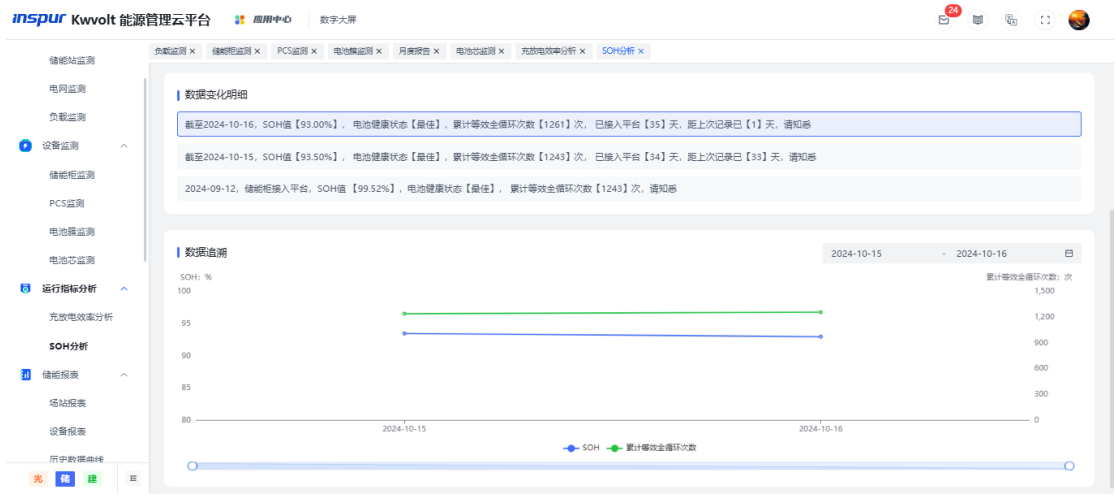 inspur Kwvolt 能源管理云平台 应用中心 数字大屏 24
负载监测 × 储能柜监测 × PCS监测 × 电池簇监测 × 月度报告 × 电池芯监测 × 充放电效率分析 × SOH分析 ×
储能站监测
电网监测
负载监测
设备监测
储能柜监测
PCS监测
电池簇监测
电池芯监测
运行指标分析
充放电效率分析
SOH分析
储能报表
场站报表
设备报表
历史数据曲线
光 储 建
数据变化明细
截至2024-10-16，SOH值【93.00%】，电池健康状态【最佳】，累计等效全循环次数【1261】次， 已接入平台【35】天，距上次记录已【1】天，请知悉
截至2024-10-15，SOH值【93.50%】，电池健康状态【最佳】，累计等效全循环次数【1243】次， 已接入平台【34】天，距上次记录已【33】天，请知悉
2024-09-12，储能柜接入平台，SOH值 【99.52%】，电池健康状态【最佳】， 累计等效全循环次数【1243】次，请知悉
数据追溯
2024-10-15 - 2024-10-16
SOH: % 累计等效全循环次数: 次
100 1,500
95 1,200
90 900
600
85 300
80 0
2024-10-15 2024-10-16
SOH 累计等效全循环次数